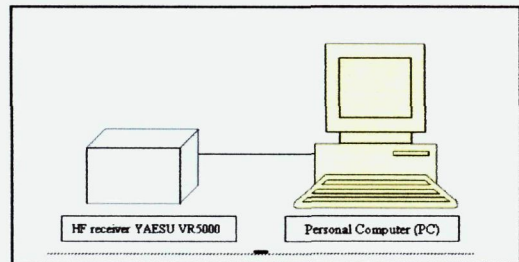 HF receiver YAESU VR5000
Personal Computer (PC)